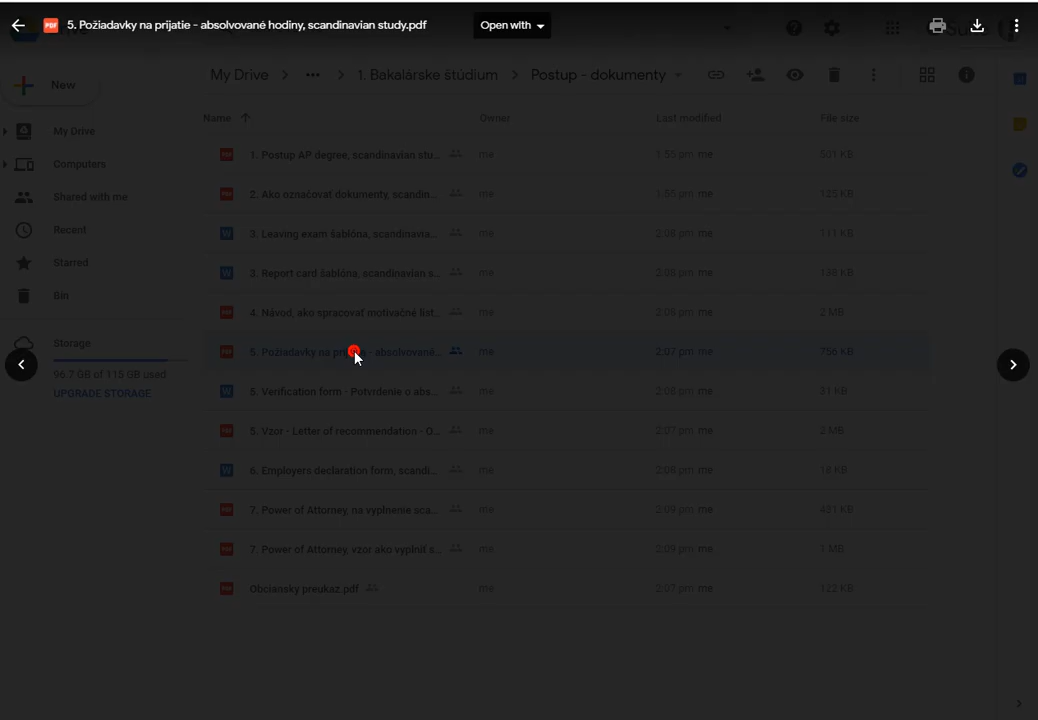 5. Požiadavky na prijatie - absolvované hodiny, scandinavian study.pdf
Open with
My Drive
1. Bakalárske štúdium
Postup - dokumenty
New
Name
Owner
Last modified
File size
My Drive
Computers
Shared with me
Recent
Starred
Bin
Storage
96.7 GB of 115 GB used
UPGRADE STORAGE
1. Postup AP degree, scandinavian stu... me 1:55 pm me 501 KB
2. Ako označovať dokumenty, scandin... me 1:55 pm me 125 KB
3. Leaving exam šablóna, scandinavia... me 2:08 pm me 111 KB
3. Report card šablóna, scandinavian s... me 2:08 pm me 138 KB
4. Návod, ako spracovať motivačné list... me 2:09 pm me 2 MB
5. Požiadavky na - absolvované... me 2:07 pm me 756 KB
5. Verification form - Potvrdenie o abs... me 2:08 pm me 31 KB
5. Vzor - Letter of recommendation - O... me 2:07 pm me 2 MB
6. Employers declaration form, scandi... me 2:08 pm me 18 KB
7. Power of Attorney, na vyplnenie sca... me 2:09 pm me 431 KB
7. Power of Attorney, vzor ako vyplniť s... me 2:09 pm me 1 MB
Obciansky preukaz.pdf me 2:07 pm me 122 KB